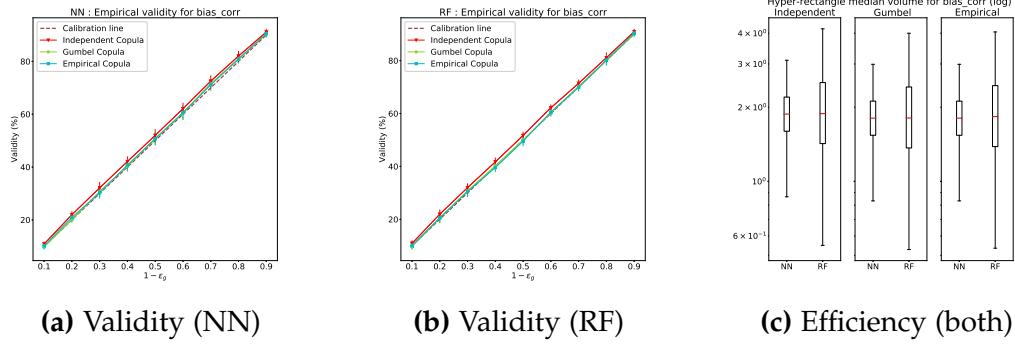 NN : Empirical validity for bias_corr
Calibration line
Independent Copula
Gumbel Copula
Empirical Copula
Validity (%)
80
60
40
20
0.1 0.2 0.3 0.4 0.5 0.6 0.7 0.8 0.9
1 − ϵg
(a) Validity (NN)
RF : Empirical validity for bias_corr
Calibration line
Independent Copula
Gumbel Copula
Empirical Copula
Validity (%)
80
60
40
20
0.1 0.2 0.3 0.4 0.5 0.6 0.7 0.8 0.9
1 − ϵg
(b) Validity (RF)
Hyper-rectangle median volume for bias_corr (log)
Independent Gumbel Empirical
4 × 10⁰
3 × 10⁰
2 × 10⁰
10⁰
6 × 10⁻¹
NN RF NN RF NN RF
(c) Efficiency (both)